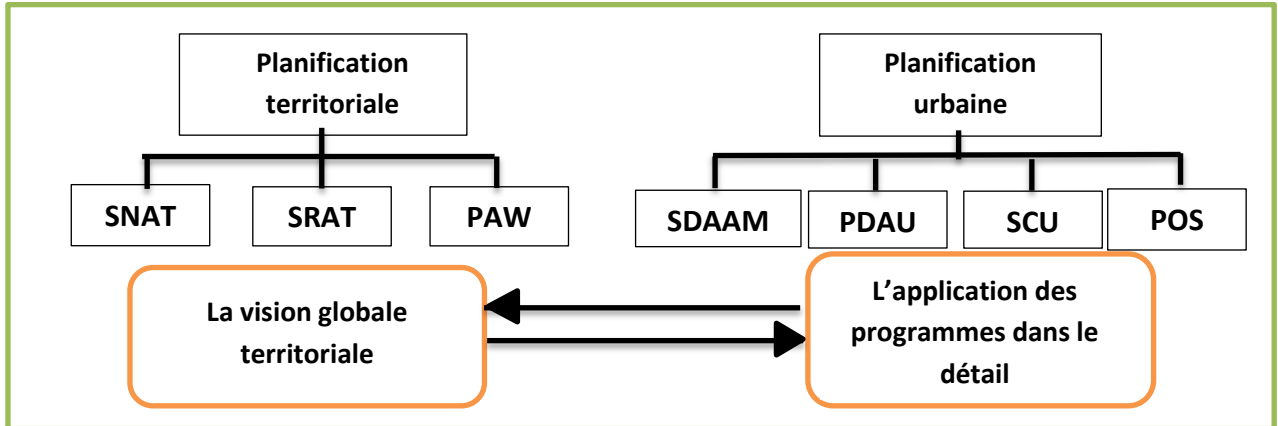 Planification
territoriale
Planification
urbaine
SNAT
SRAT
PAW
SDAAM
PDAU
SCU
POS
La vision globale
territoriale
L’application des
programmes dans le
détail